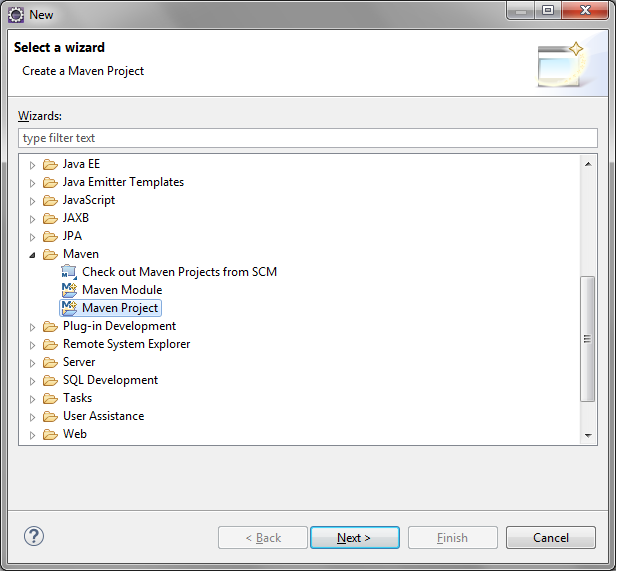 New
Select a wizard
Create a Maven Project
Wizards:
type filter text
Java EE
Java Emitter Templates
JavaScript
JAXB
JPA
Maven
Check out Maven Projects from SCM
Maven Module
Maven Project
Plug-in Development
Remote System Explorer
Server
SQL Development
Tasks
User Assistance
Web
?
< Back
Next >
Finish
Cancel